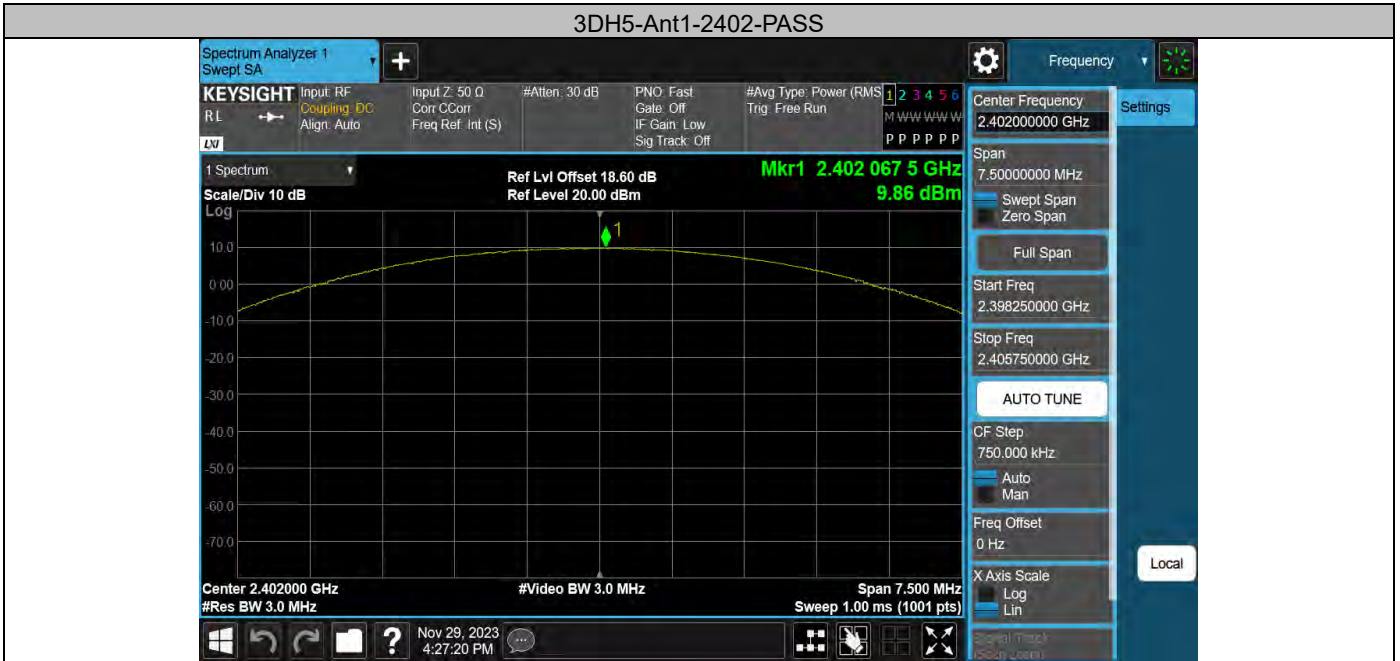 3DH5-Ant1-2402-PASS
Spectrum Analyzer 1
Swept SA
Frequency
KEYSIGHT
RL
LXI
Input: RF
Coupling: DC
Align: Auto
Input Z: 50 Ω
Corr CCorr
Freq Ref: Int (S)
#Atten: 30 dB
PNO: Fast
Gate: Off
IF Gain: Low
Sig Track: Off
#Avg Type: Power (RMS
Trig: Free Run
1 2 3 4 5 6
M W W W W W
P P P P P P
1 Spectrum
Scale/Div 10 dB
Ref Lvl Offset 18.60 dB
Ref Level 20.00 dBm
Mkr1 2.402 067 5 GHz
9.86 dBm
Log
1
10.0
0.00
-10.0
-20.0
-30.0
-40.0
-50.0
-60.0
-70.0
Center 2.402000 GHz
#Res BW 3.0 MHz
#Video BW 3.0 MHz
Span 7.500 MHz
Sweep 1.00 ms (1001 pts)
Nov 29, 2023
4:27:20 PM
Center Frequency
2.402000000 GHz
Settings
Span
7.50000000 MHz
Swept Span
Zero Span
Full Span
Start Freq
2.398250000 GHz
Stop Freq
2.405750000 GHz
AUTO TUNE
CF Step
750.000 kHz
Auto
Man
Freq Offset
0 Hz
X Axis Scale
Log
Lin
Signal Track
Local